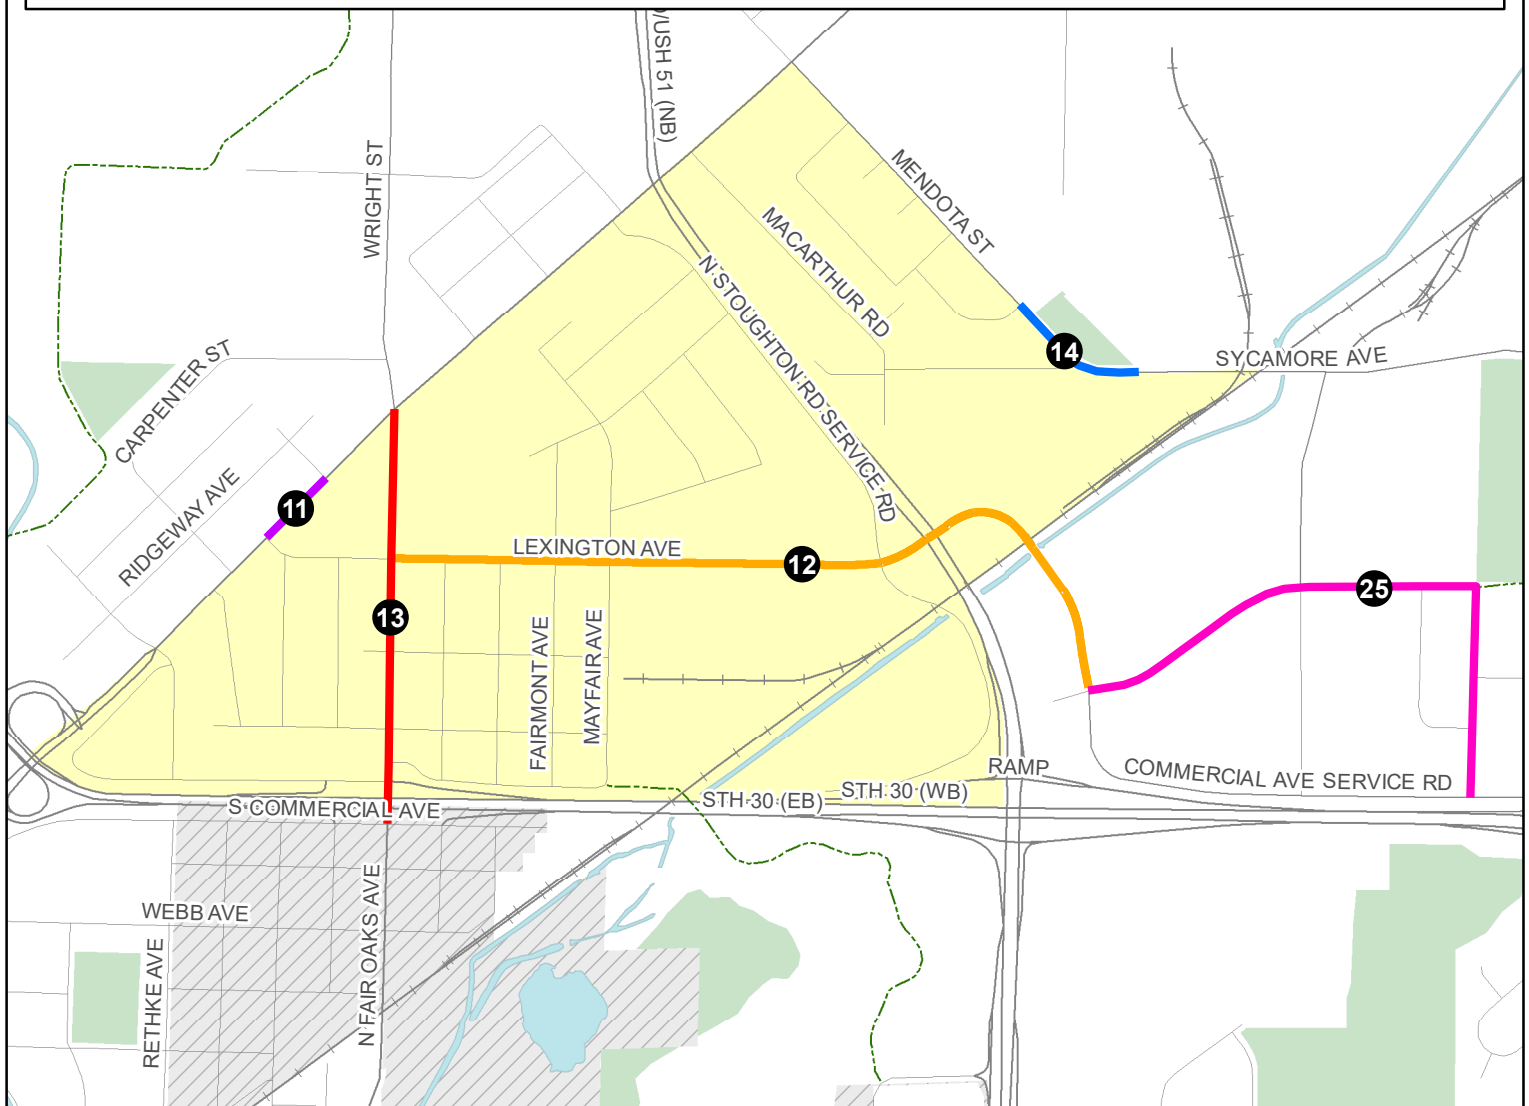 /USH 51 (NB)
WRIGHT ST
MENDOTA ST
MACARTHUR RD
N STOUGHTON RD SERVICE RD
14
SYCAMORE AVE
CARPENTER ST
RIDGEWAY AVE
11
LEXINGTON AVE
12
25
13
FAIRMONT AVE
MAYFAIR AVE
RAMP
COMMERCIAL AVE SERVICE RD
STH 30 (WB)
STH 30 (EB)
S COMMERCIAL AVE
WEBB AVE
N FAIR OAKS AVE
RETHKE AVE